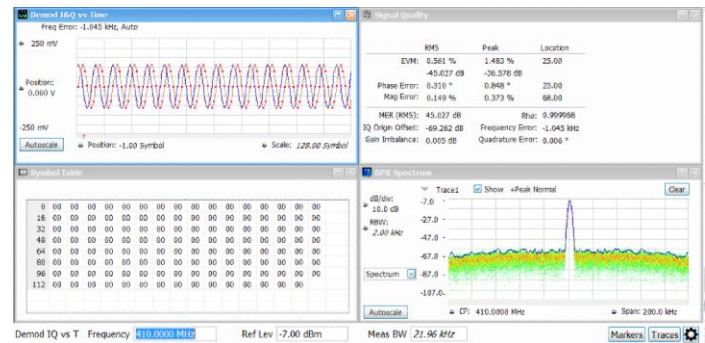 Demod I&Q vs Time
Freq Error: -1.045 kHz, Auto
250 mV
Position:
0.000 V
-250 mV
Autoscale
Position: -1.00 Symbol
Scale: 128.00 Symbol
Signal Quality
RMS Peak Location
EVM: 0.561 % 1.483 % 25.00
-45.027 dB -36.578 dB
Phase Error: 0.310 ° 0.848 ° 25.00
Mag Error: 0.149 % 0.373 % 68.00
MER (RMS): 45.027 dB Rho: 0.999968
IQ Origin Offset: -69.262 dB Frequency Error: -1.045 kHz
Gain Imbalance: 0.005 dB Quadrature Error: 0.006 °
Symbol Table
0 00 00 00 00 00 00 00 00 00 00 00 00 00 00 00 00
16 00 00 00 00 00 00 00 00 00 00 00 00 00 00 00 00
32 00 00 00 00 00 00 00 00 00 00 00 00 00 00 00 00
48 00 00 00 00 00 00 00 00 00 00 00 00 00 00 00 00
64 00 00 00 00 00 00 00 00 00 00 00 00 00 00 00 00
80 00 00 00 00 00 00 00 00 00 00 00 00 00 00 00 00
96 00 00 00 00 00 00 00 00 00 00 00 00 00 00 00 00
112 00 00 00 00 00 00 00 00 00 00 00 00 00 00 00
DPX Spectrum
Trace1 Show +Peak Normal Clear
dB/div:
10.0 dB
RBW:
2.00 kHz
-7.0
-27.0
-47.0
-67.0
Spectrum
-87.0
-107.0
Autoscale
CF: 410.0000 MHz
Span: 200.0 kHz
Demod IQ vs T Frequency 410.0000 MHz Ref Lev -7.00 dBm Meas BW 21.96 kHz Markers Traces